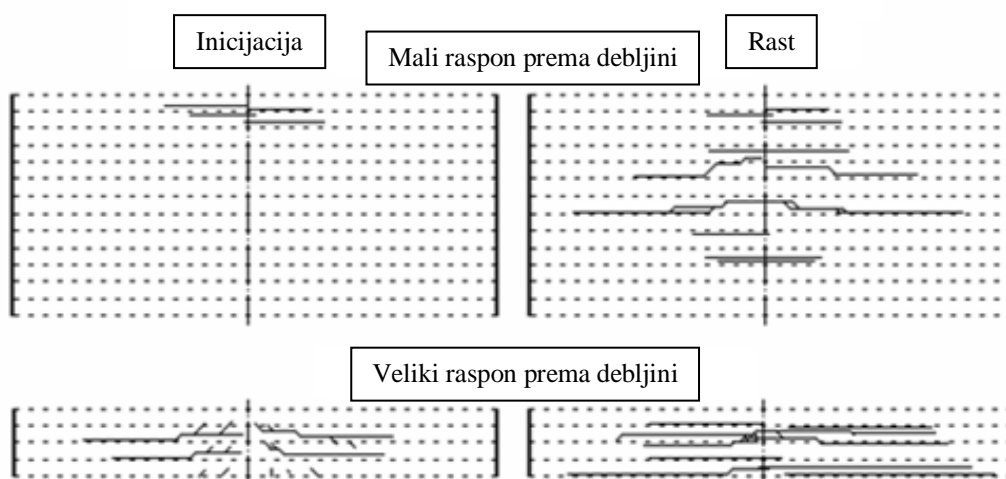 Inicijacija
Rast
Mali raspon prema debljini
Veliki raspon prema debljini